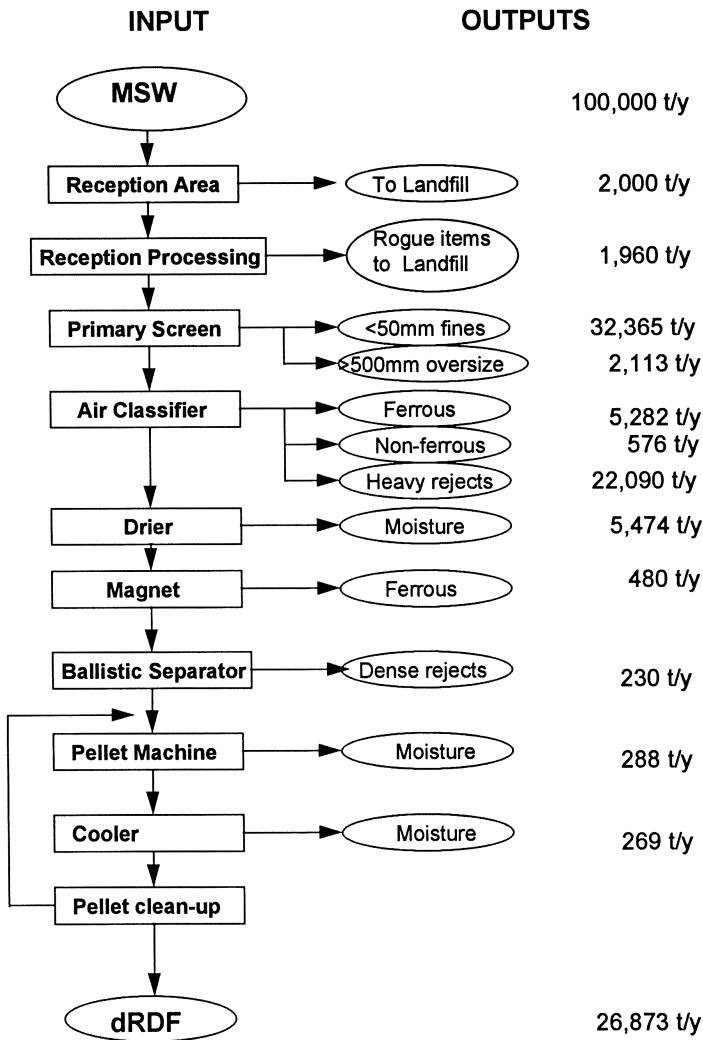 INPUT OUTPUTS
MSW 100,000 t/y
Reception Area To Landfill 2,000 t/y
Rogue items
Reception Processing to Landfill 1,960 t/y
Primary Screen <50mm fines 32,365 t/y
>500mm oversize 2,113 t/y
Air Classifier Ferrous 5,282 t/y
Non-ferrous 576 t/y
Heavy rejects 22,090 t/y
Drier Moisture 5,474 t/y
Magnet Ferrous 480 t/y
Ballistic Separator Dense rejects 230 t/y
Pellet Machine Moisture 288 t/y
Cooler Moisture 269 t/y
Pellet clean-up
dRDF 26,873 t/y